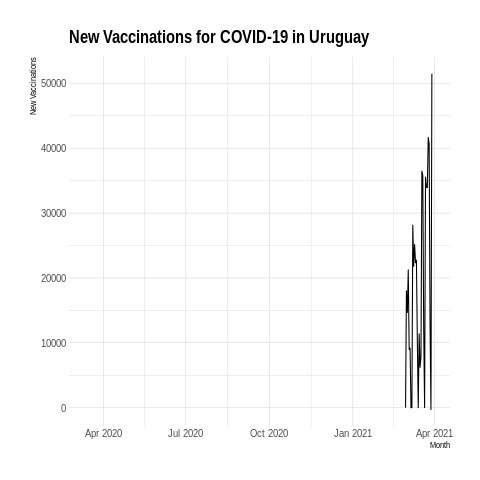 New Vaccinations for COVID-19 in Uruguay
New Vaccinations
50000
40000
30000
20000
10000
0
Apr 2020 Jul 2020 Oct 2020 Jan 2021 Apr 2021
Month